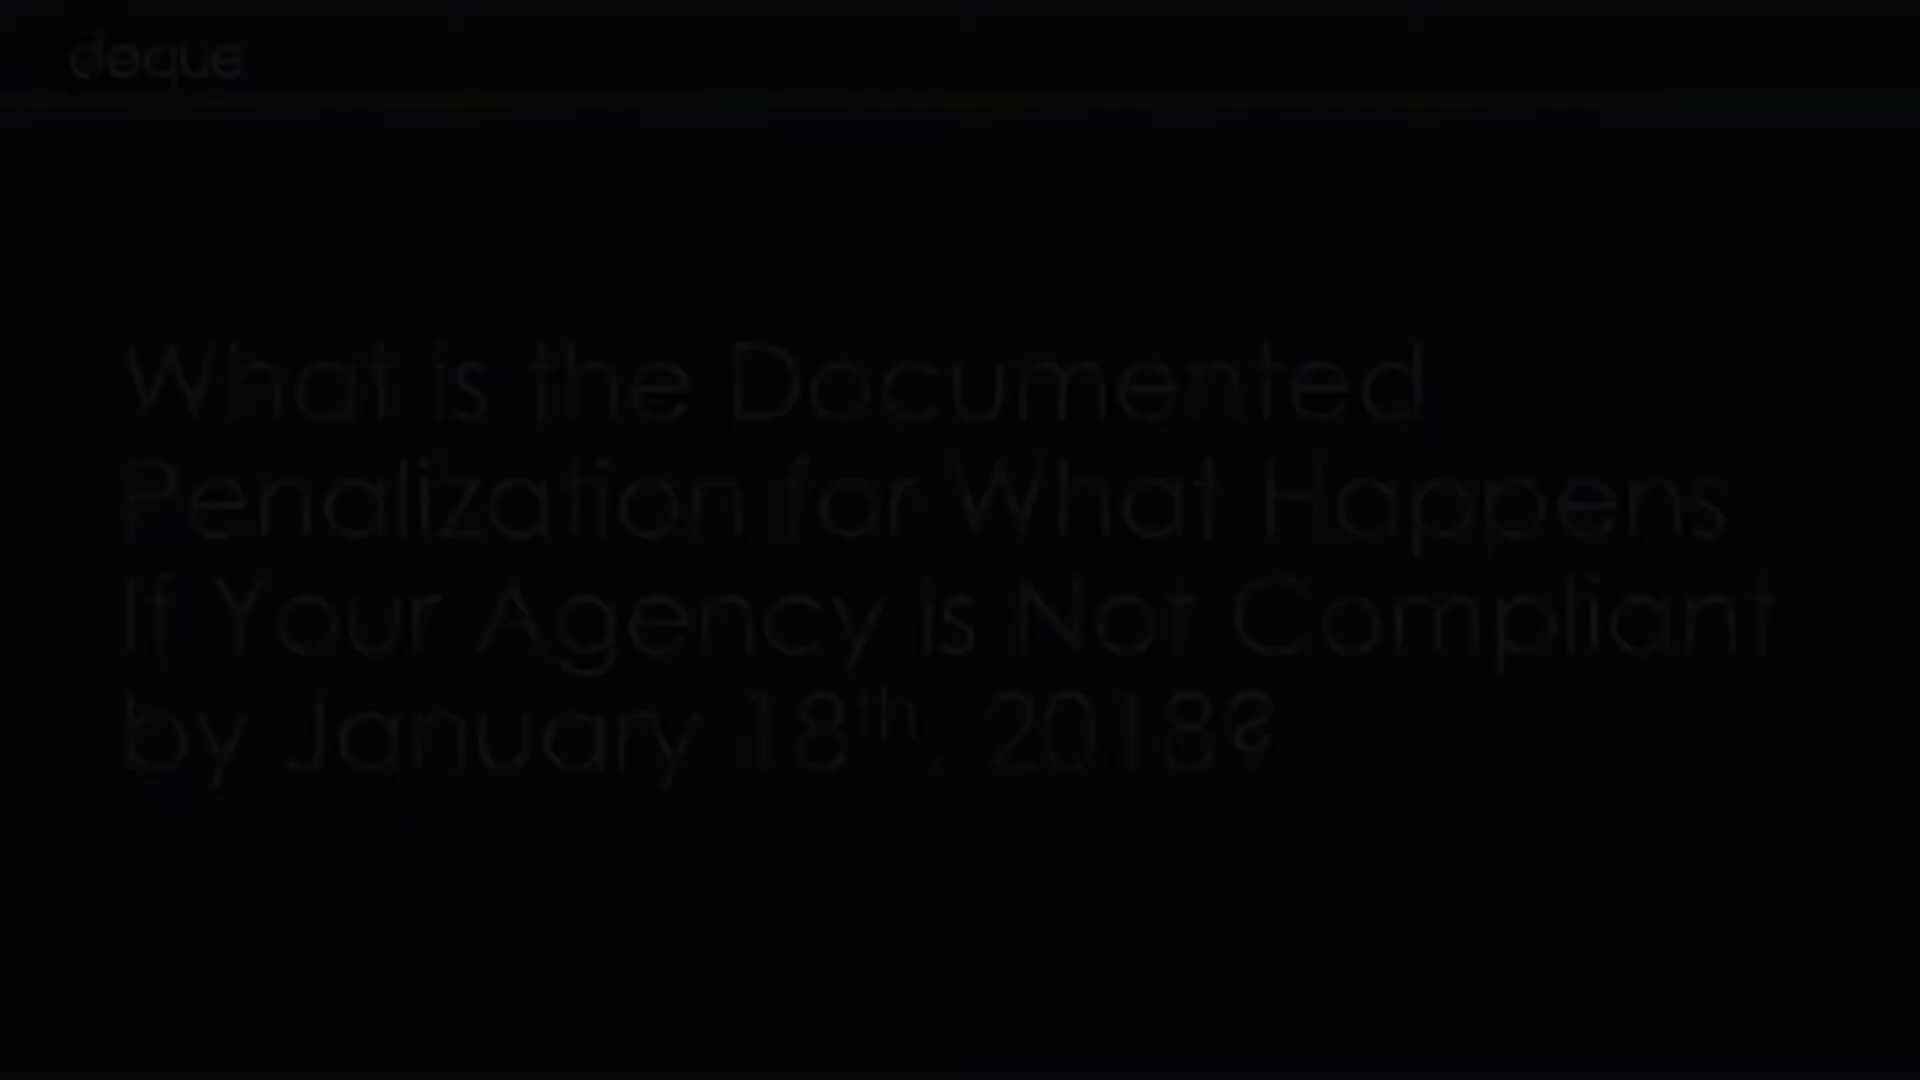 deque
What is the Documented
Penalization for What Happens
If Your Agency is Not Compliant
by January 18th, 2018?